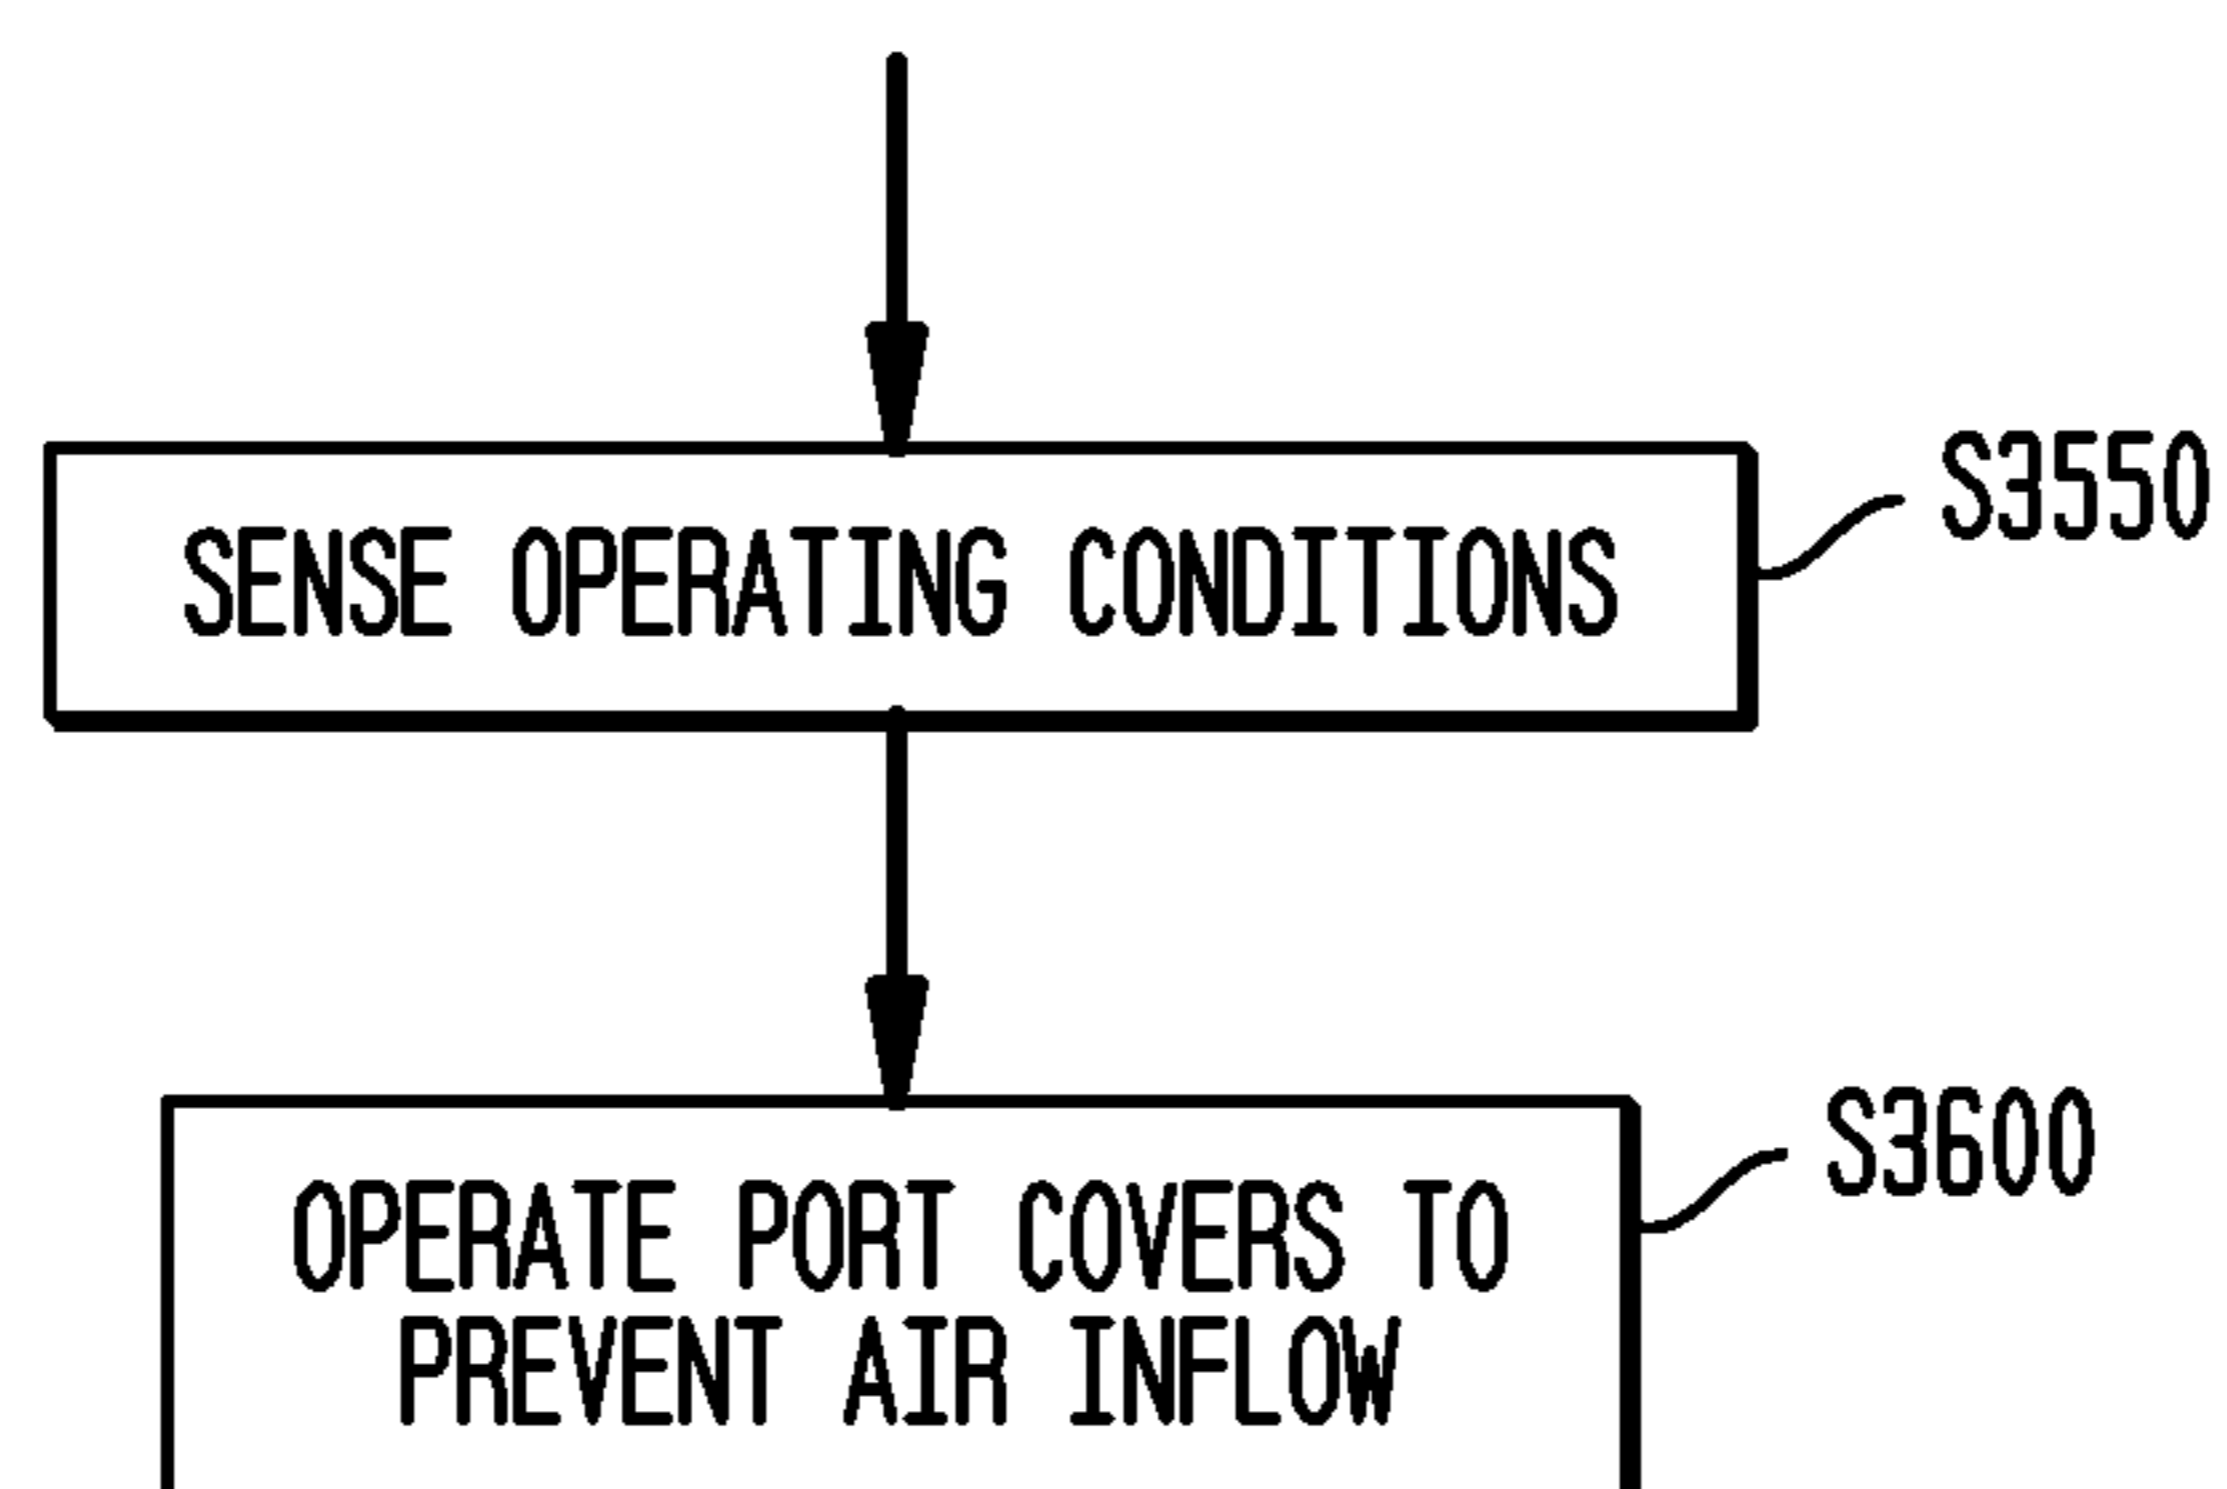 S3550
SENSE OPERATING CONDITIONS
S3600
OPERATE PORT COVERS TO
PREVENT AIR INFLOW